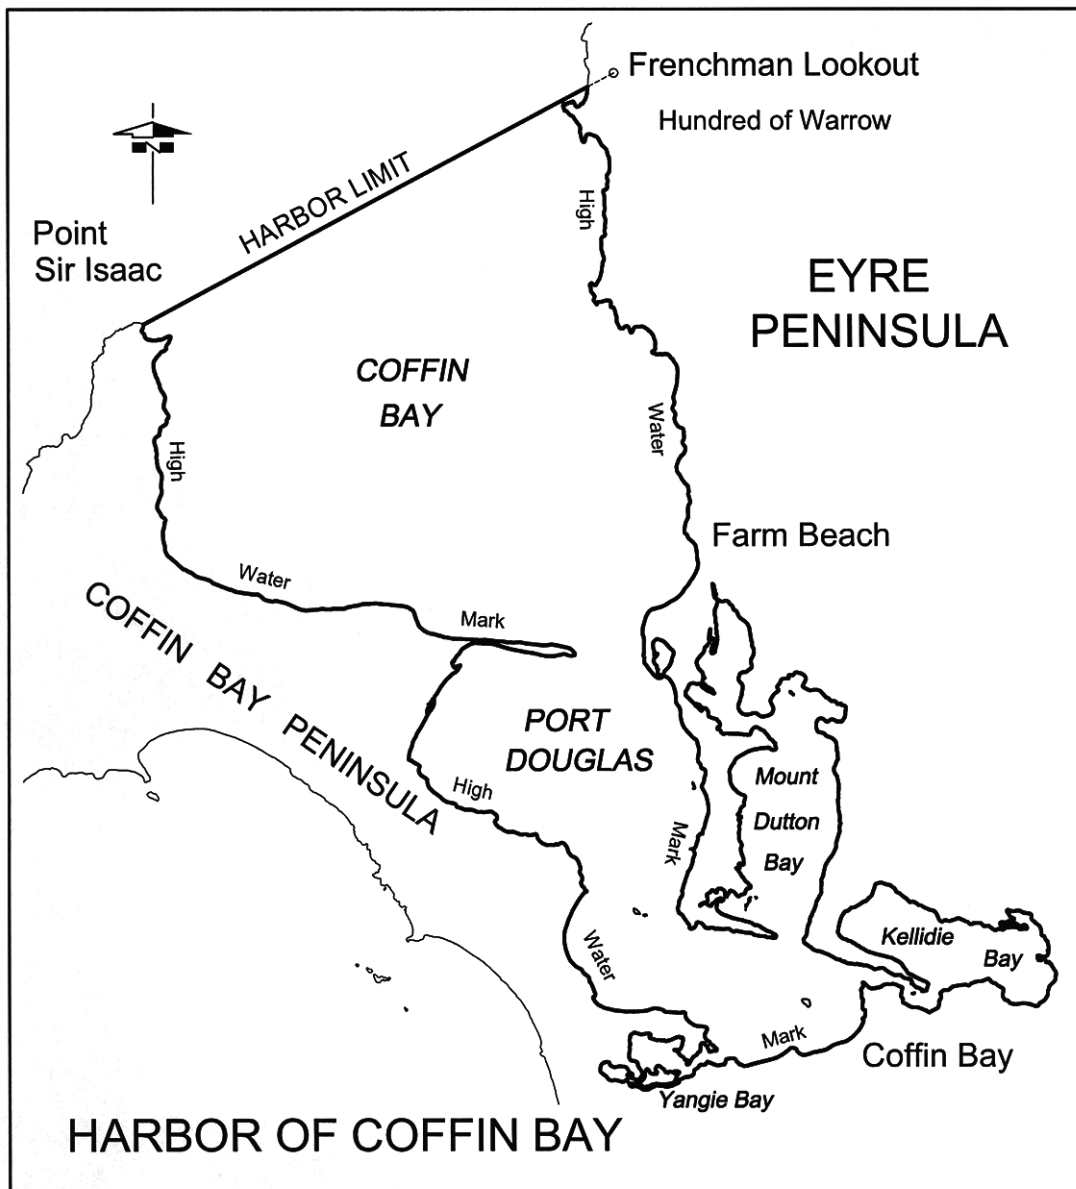 Frenchman Lookout
Hundred of Warrow
N
HARBOR LIMIT
Point
Sir Isaac
High
EYRE
PENINSULA
COFFIN
BAY
Water
High
Farm Beach
Water
Mark
COFFIN BAY PENINSULA
PORT
DOUGLAS
High
Mark
Mount
Dutton
Bay
Kellidie
Bay
Water
Mark
Coffin Bay
Yangie Bay
HARBOR OF COFFIN BAY